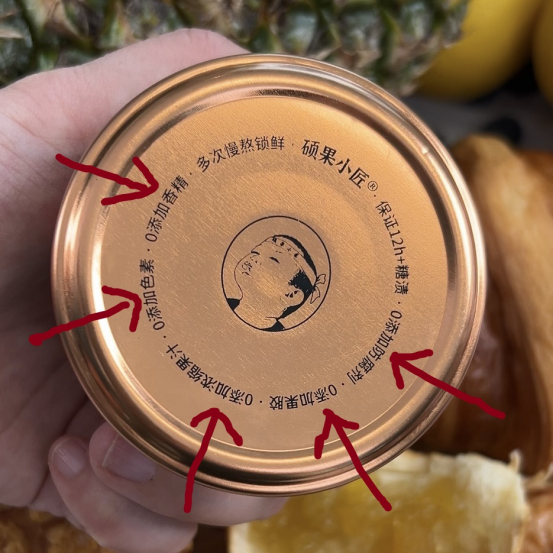 硕果小匠® · 保证12h+糖渍 · 0添加防腐剂 · 0添加果胶 · 0添加浓缩果汁 · 0添加色素 · 0添加香精 · 多次慢熬锁鲜 ·